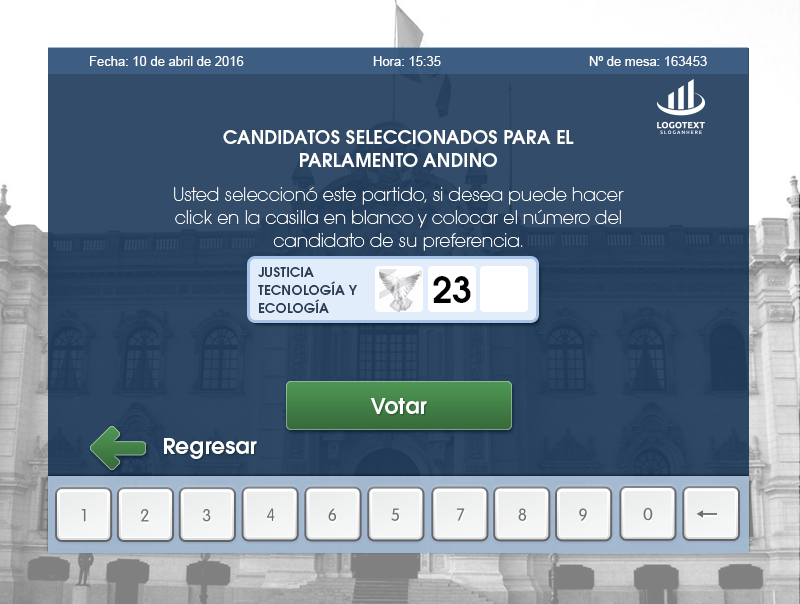 Fecha: 10 de abril de 2016 Hora: 15:35 Nº de mesa: 163453
LOGOTEXT
SLOGANHERE
CANDIDATOS SELECCIONADOS PARA EL
PARLAMENTO ANDINO
Usted seleccionó este partido, si desea puede hacer
click en la casilla en blanco y colocar el número del
candidato de su preferencia.
JUSTICIA
TECNOLOGÍA Y
ECOLOGÍA
23
Votar
Regresar
1 2 3 4 6 5 7 8 9 0 ←